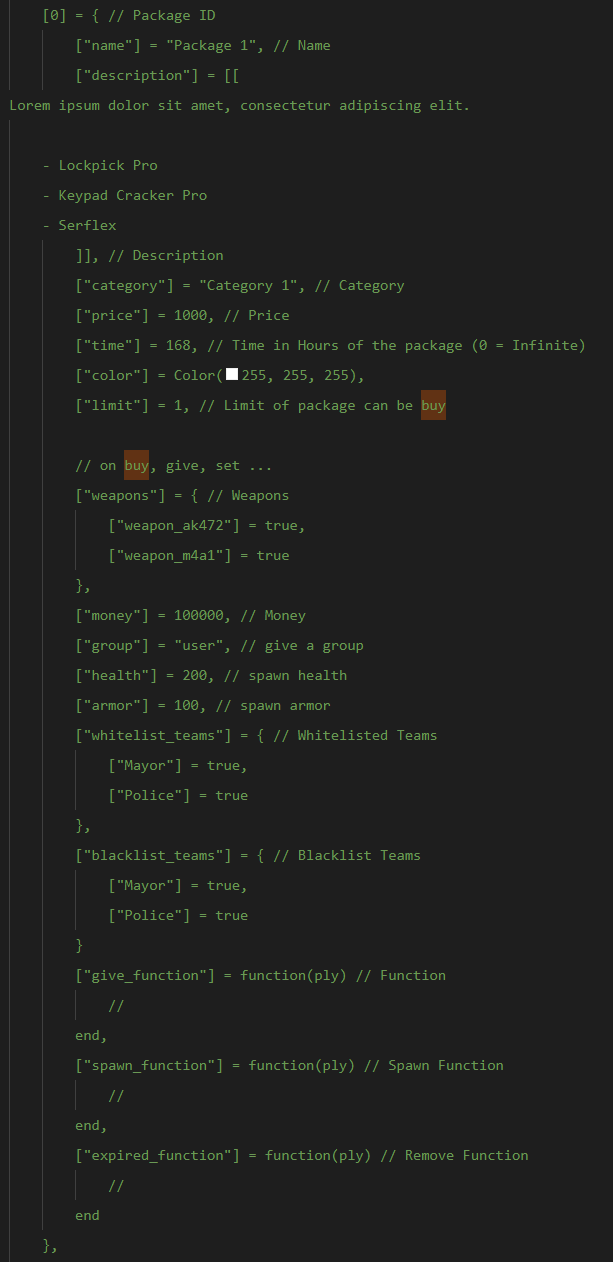 [0] = { // Package ID
["name"] = "Package 1", // Name
["description"] = [[
Lorem ipsum dolor sit amet, consectetur adipiscing elit.
- Lockpick Pro
- Keypad Cracker Pro
- Serflex
]], // Description
["category"] = "Category 1", // Category
["price"] = 1000, // Price
["time"] = 168, // Time in Hours of the package (0 = Infinite)
["color"] = Color(255, 255, 255),
["limit"] = 1, // Limit of package can be buy
// on buy, give, set ...
["weapons"] = { // Weapons
["weapon_ak472"] = true,
["weapon_m4a1"] = true
},
["money"] = 100000, // Money
["group"] = "user", // give a group
["health"] = 200, // spawn health
["armor"] = 100, // spawn armor
["whitelist_teams"] = { // Whitelisted Teams
["Mayor"] = true,
["Police"] = true
},
["blacklist_teams"] = { // Blacklist Teams
["Mayor"] = true,
["Police"] = true
}
["give_function"] = function(ply) // Function
//
end,
["spawn_function"] = function(ply) // Spawn Function
//
end,
["expired_function"] = function(ply) // Remove Function
//
end
},